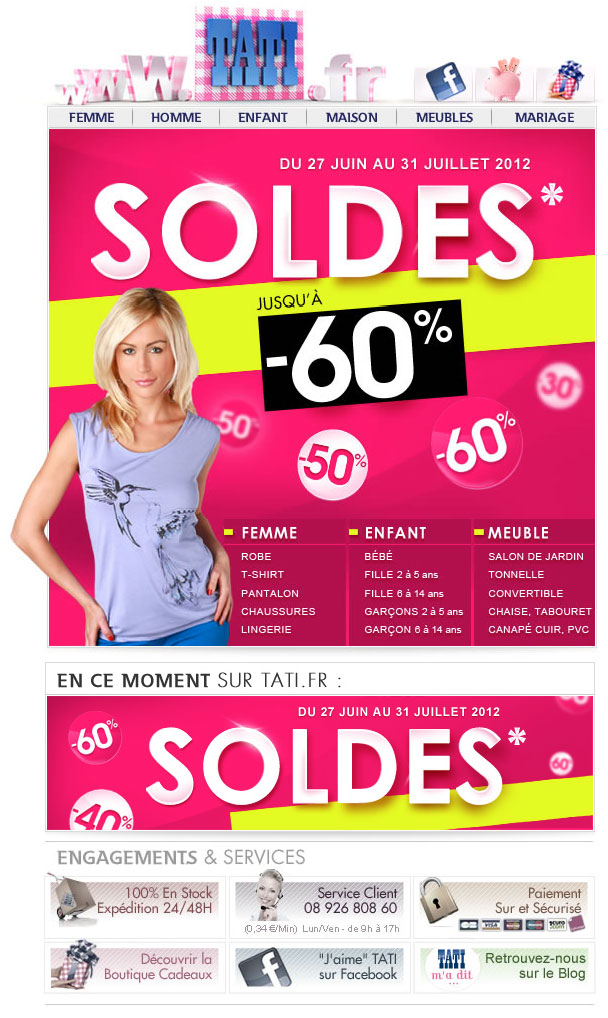 www.TATI.fr
FEMME HOMME ENFANT MAISON MEUBLES MARIAGE
DU 27 JUIN AU 31 JUILLET 2012
SOLDES*
JUSQU'À
-60%
30%
-50%
-60%
-50%
FEMME
ROBE
T-SHIRT
PANTALON
CHAUSSURES
LINGERIE
ENFANT
BÉBÉ
FILLE 2 à 5 ans
FILLE 6 à 14 ans
GARÇONS 2 à 5 ans
GARÇON 6 à 14 ans
MEUBLE
SALON DE JARDIN
TONNELLE
CONVERTIBLE
CHAISE, TABOURET
CANAPÉ CUIR, PVC
EN CE MOMENT SUR TATI.FR :
DU 27 JUIN AU 31 JUILLET 2012
-60%
SOLDES*
60%
-40%
ENGAGEMENTS & SERVICES
100% En Stock
Expédition 24/48H
Service Client
08 926 808 60
(0,34 €/Min) Lun/Ven - de 9h à 17h
Paiement
Sur et Sécurisé
VISA
Découvrir la
Boutique Cadeaux
"J'aime" TATI
sur Facebook
TATI
m'a dit
...
Retrouvez-nous
sur le Blog